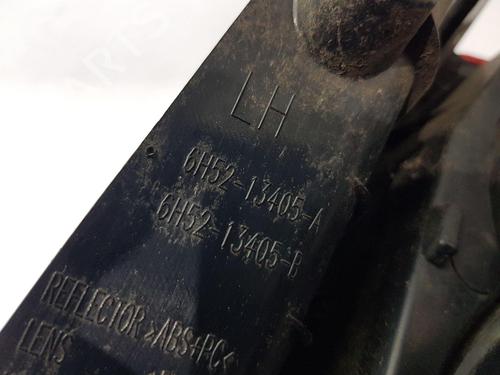 LH
6H52-13405-A
6H52-13405-B
REFLECTOR >ABS+PC<
LENS